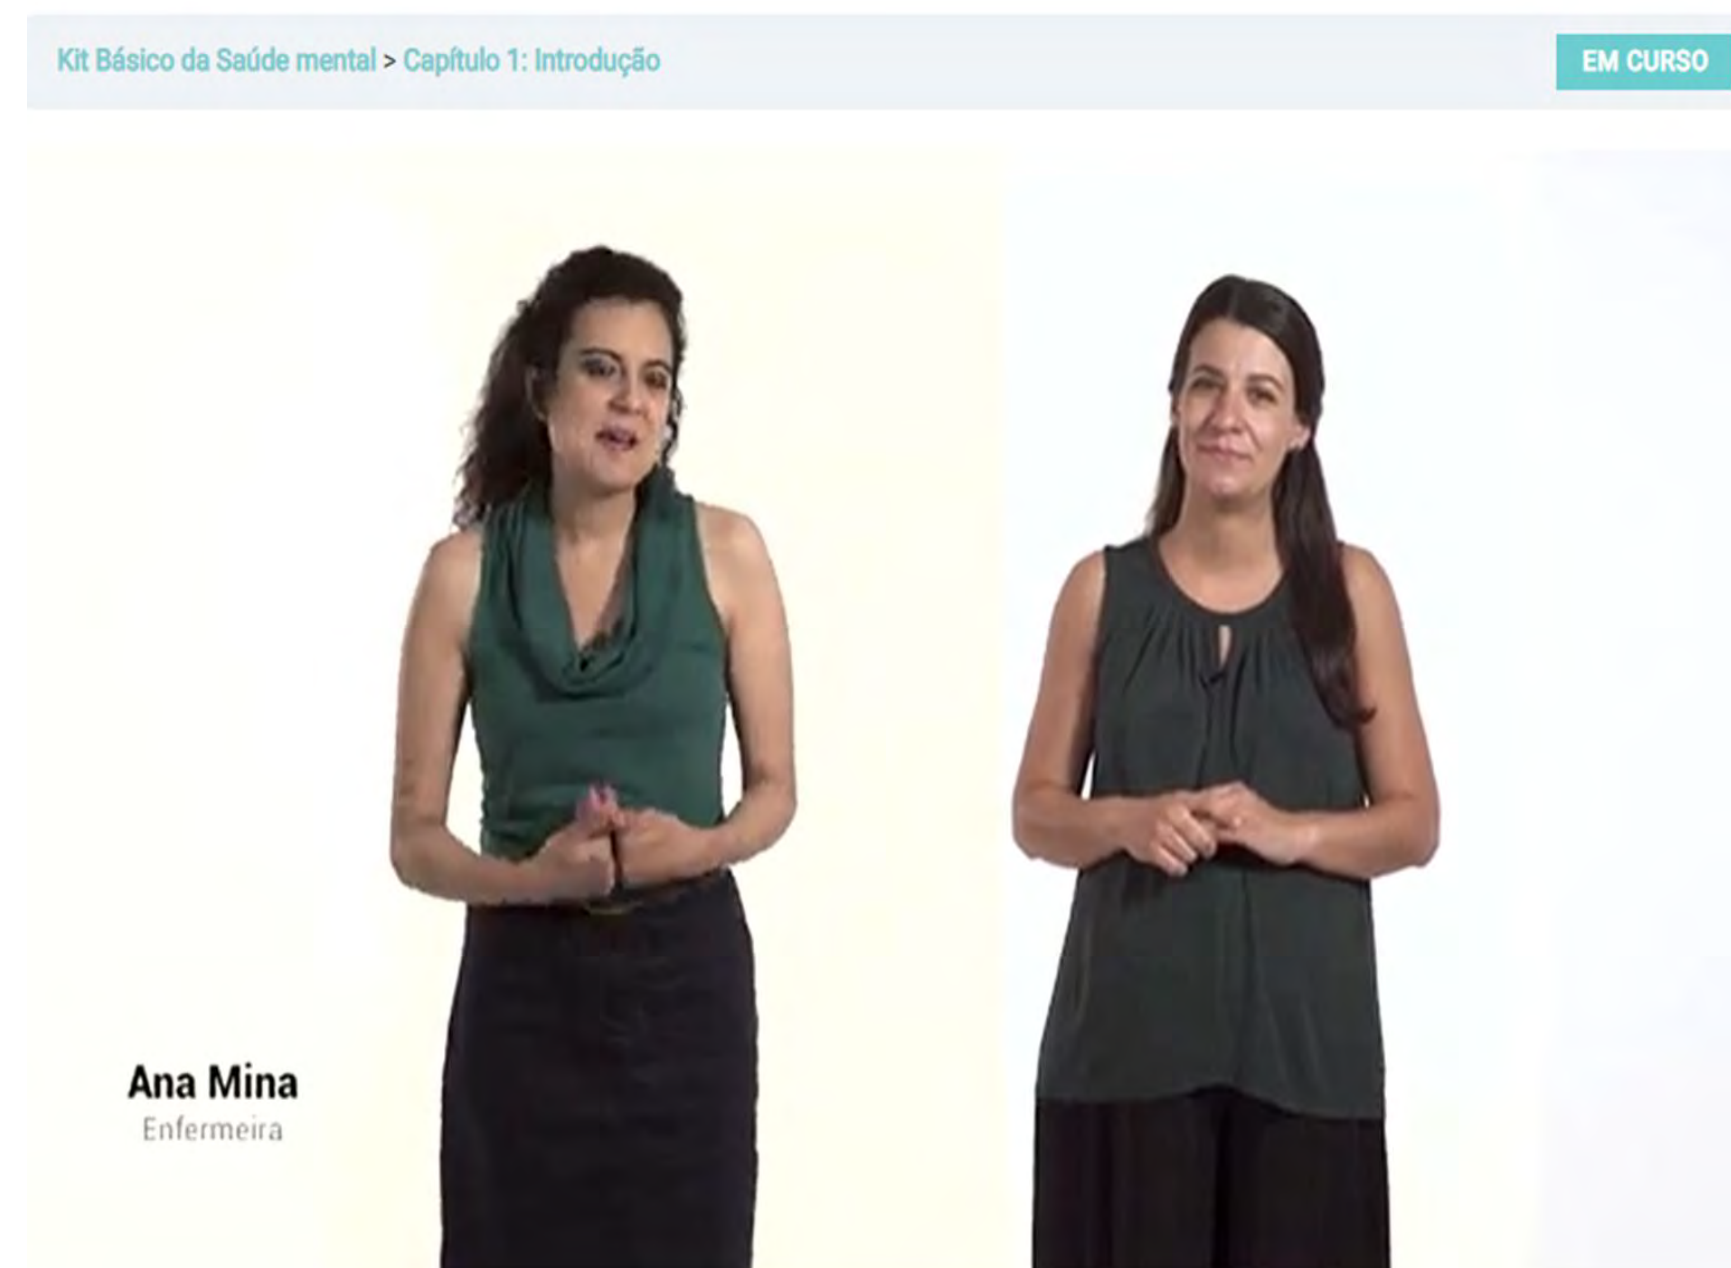 Kit Básico da Saúde mental > Capítulo 1: Introdução
EM CURSO
Ana Mina
Enfermeira